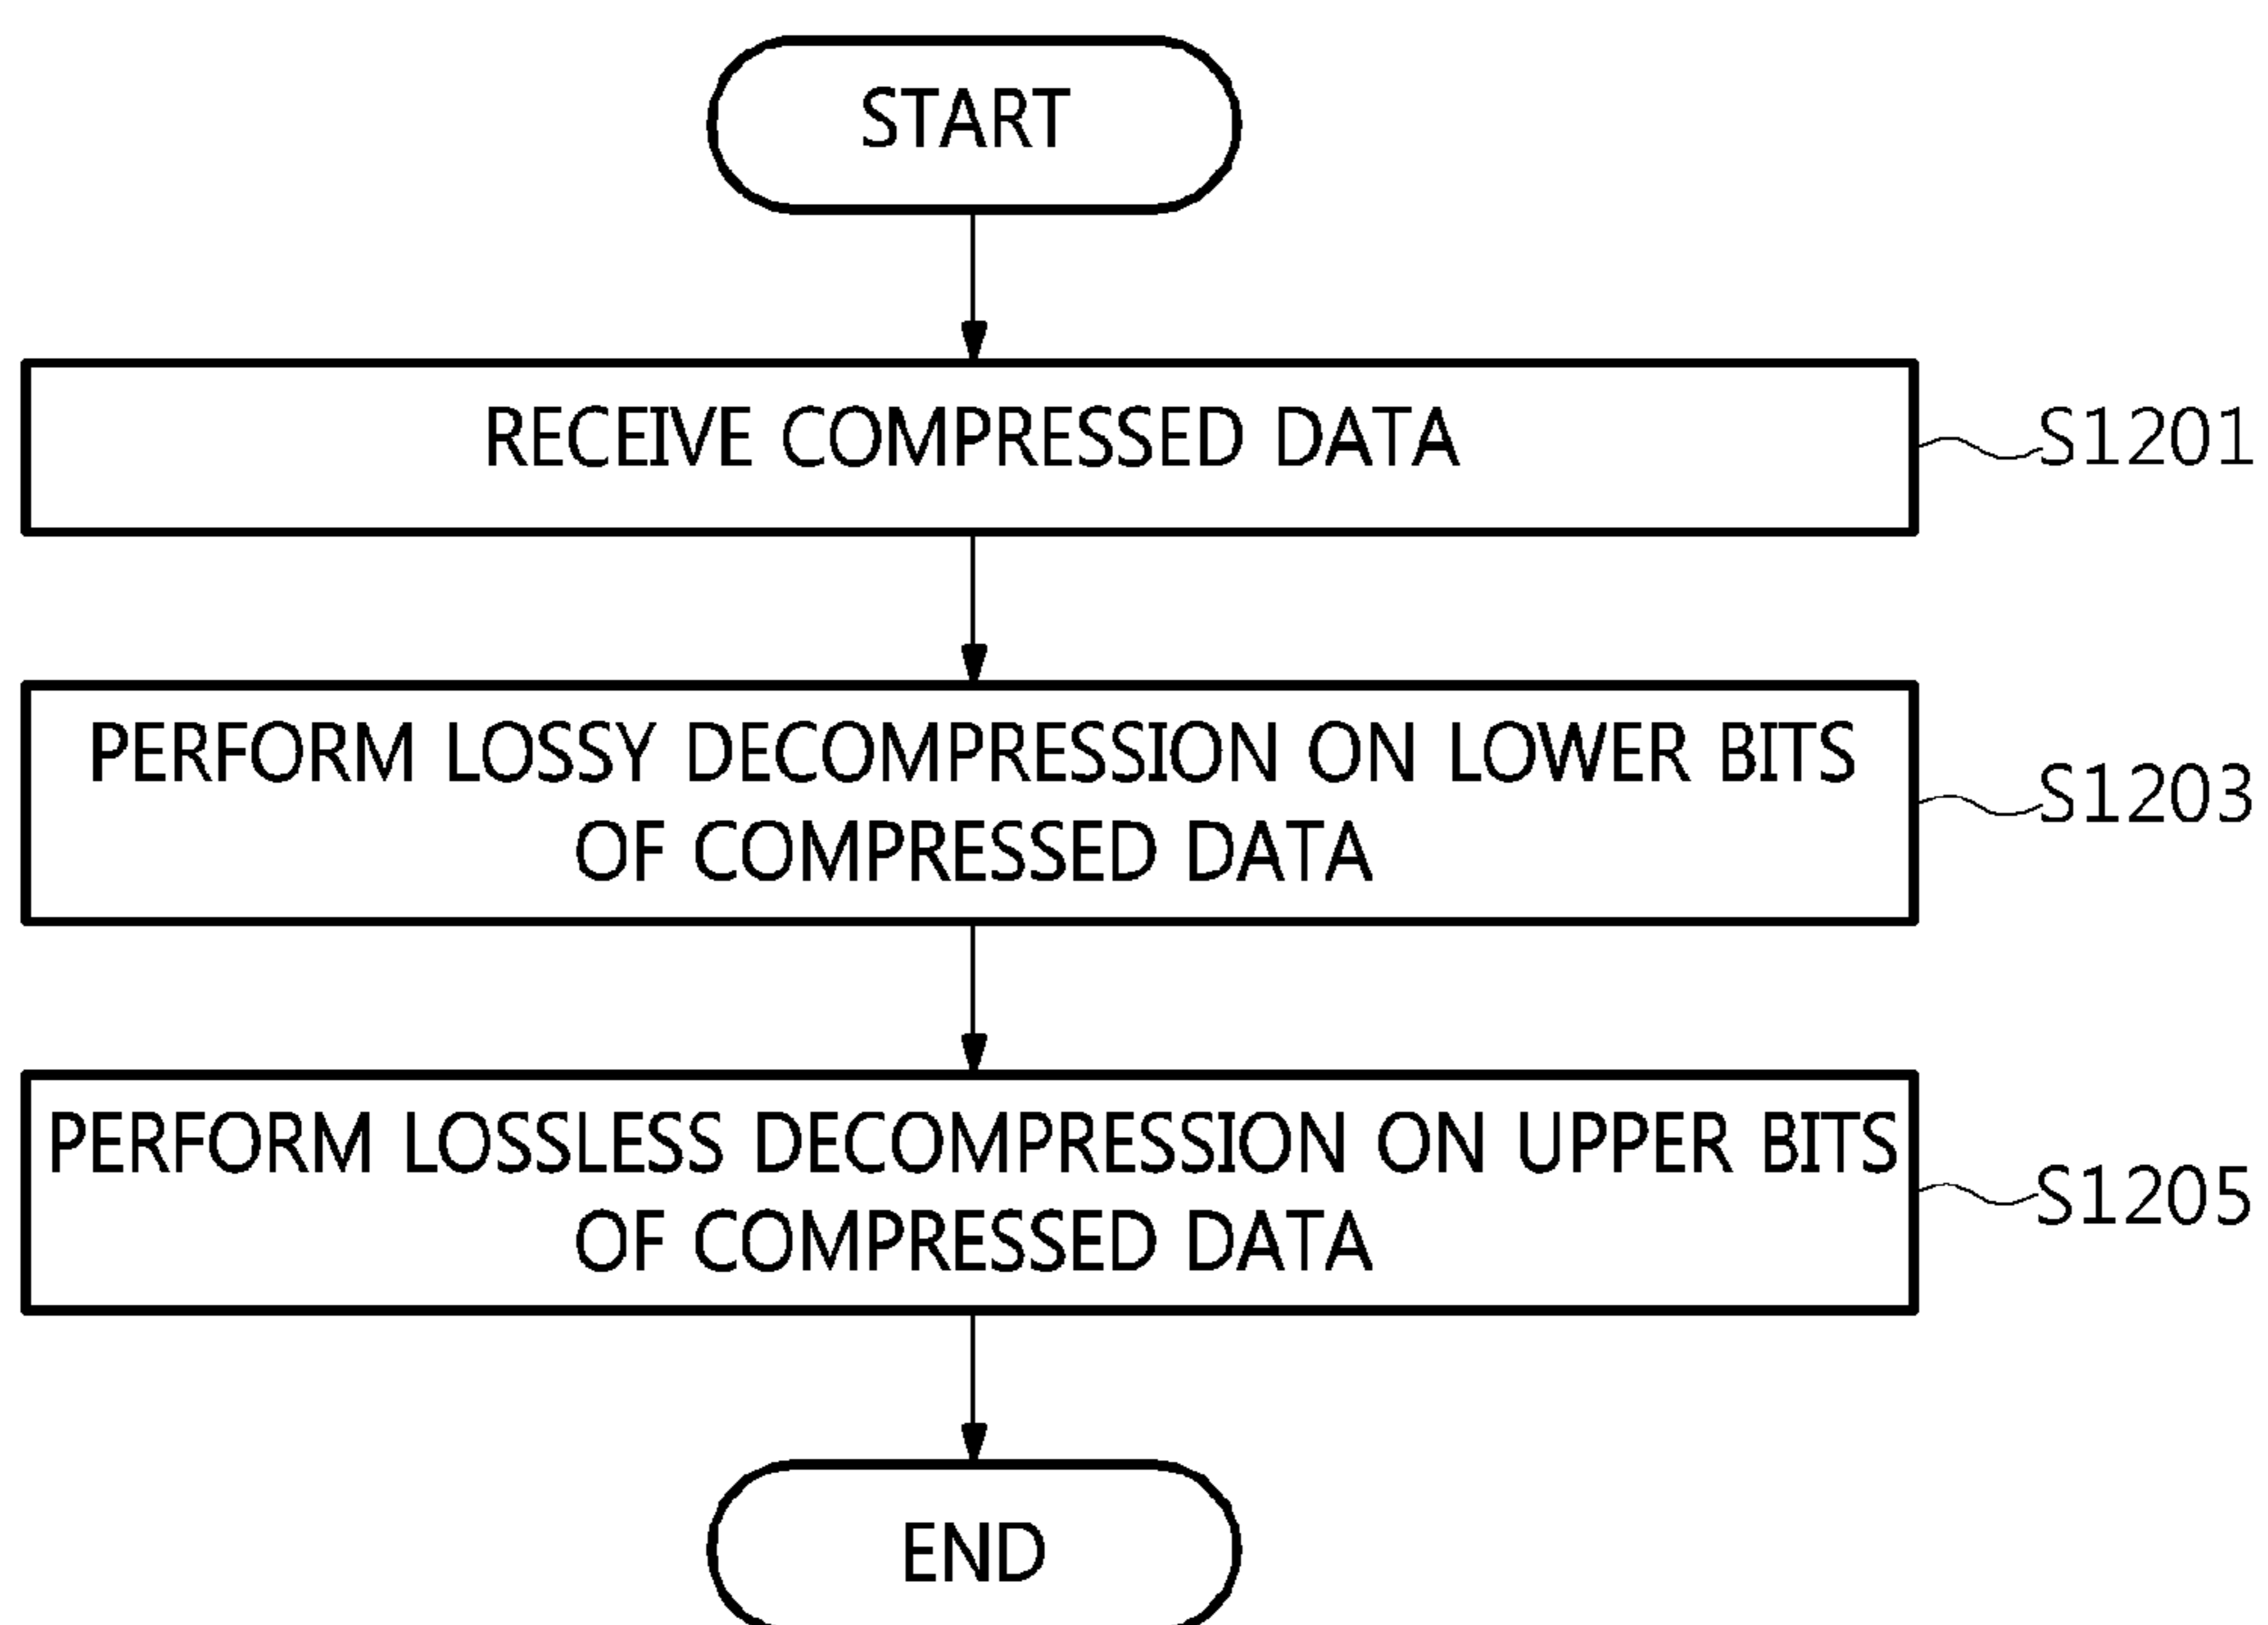 START
RECEIVE COMPRESSED DATA
S1201
PERFORM LOSSY DECOMPRESSION ON LOWER BITS
OF COMPRESSED DATA
S1203
PERFORM LOSSLESS DECOMPRESSION ON UPPER BITS
OF COMPRESSED DATA
S1205
END